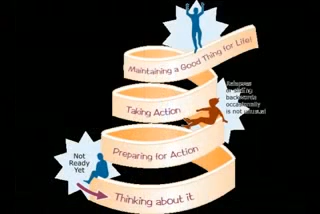 Maintaining a Good Thing for Life!
Taking Action
Relapses
or sliding
backwards
occasionally
is not unusual
Preparing for Action
Not
Ready
Yet
Thinking about it